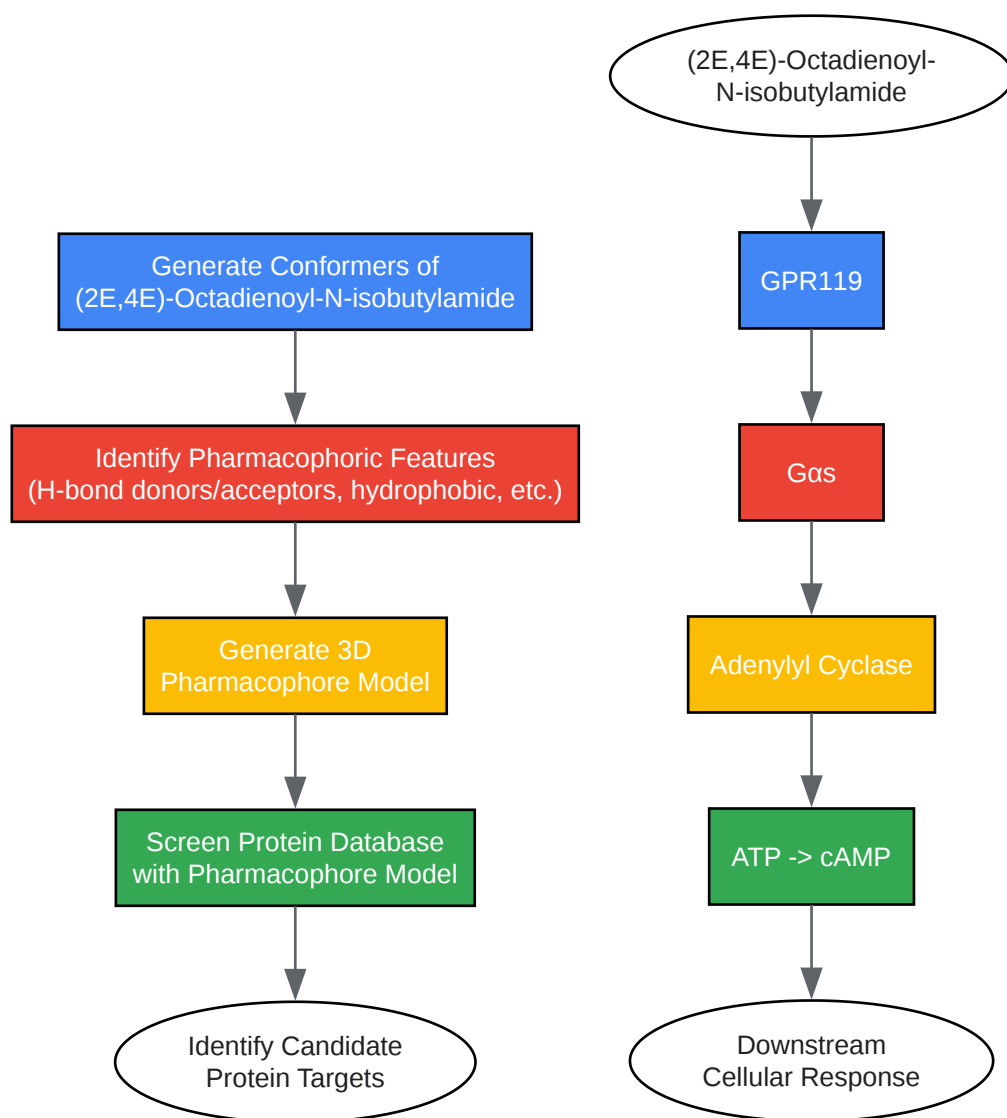 Generate Conformers of
(2E,4E)-Octadienoyl-N-isobutylamide
Identify Pharmacophoric Features
(H-bond donors/acceptors, hydrophobic, etc.)
Generate 3D
Pharmacophore Model
Screen Protein Database
with Pharmacophore Model
Identify Candidate
Protein Targets
(2E,4E)-Octadienoyl-
N-isobutylamide
GPR119
Gαs
Adenylyl Cyclase
ATP -> cAMP
Downstream
Cellular Response